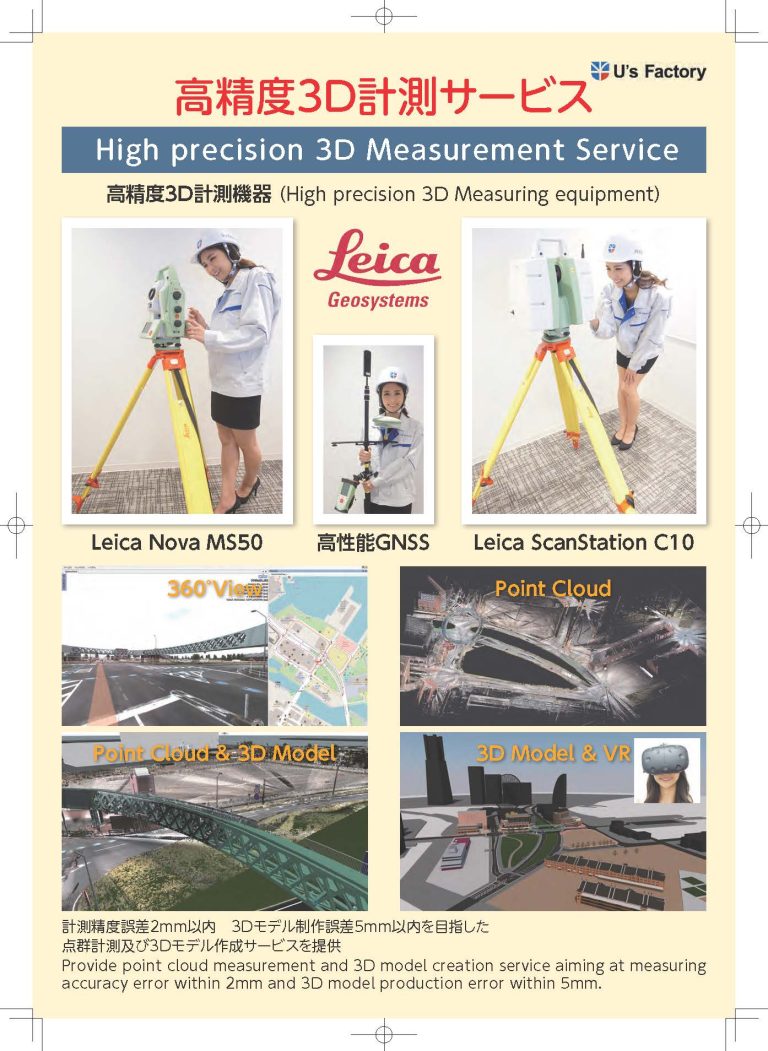 U's Factory
高精度3D計測サービス
High precision 3D Measurement Service
高精度3D計測機器 (High precision 3D Measuring equipment)
Leica
Geosystems
Leica Nova MS50
高性能GNSS
Leica ScanStation C10
360°View
Point Cloud
Point Cloud & 3D Model
3D Model & VR
計測精度誤差2mm以内　3Dモデル制作誤差5mm以内を目指した
点群計測及び3Dモデル作成サービスを提供
Provide point cloud measurement and 3D model creation service aiming at measuring
accuracy error within 2mm and 3D model production error within 5mm.